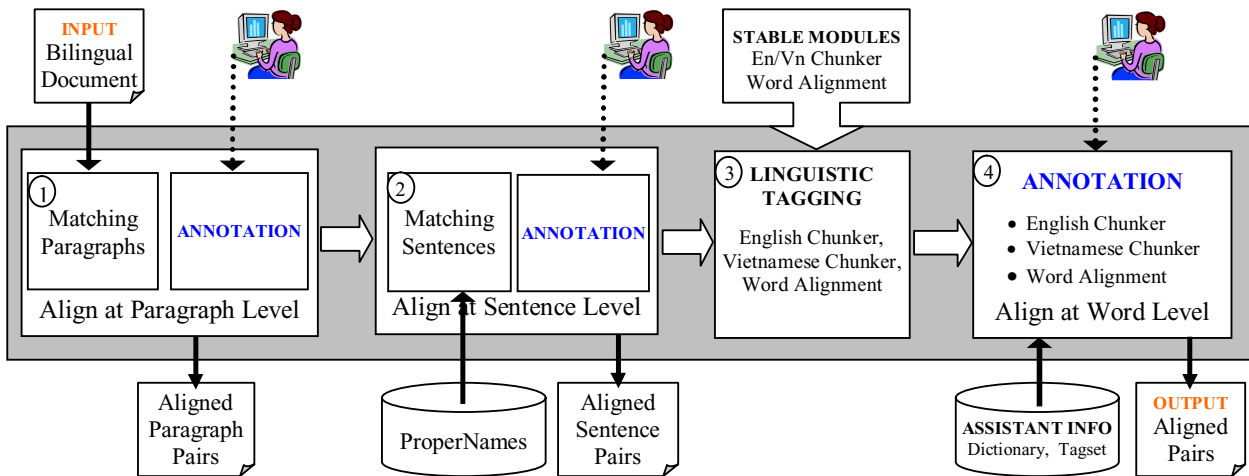 INPUT
Bilingual
Document
STABLE MODULES
En/Vn Chunker
Word Alignment
1
Matching
Paragraphs
ANNOTATION
Align at Paragraph Level
2
Matching
Sentences
ANNOTATION
Align at Sentence Level
3
LINGUISTIC
TAGGING
English Chunker,
Vietnamese Chunker,
Word Alignment
4
ANNOTATION
• English Chunker
• Vietnamese Chunker
• Word Alignment
Align at Word Level
Aligned
Paragraph
Pairs
ProperNames
Aligned
Sentence
Pairs
ASSISTANT INFO
Dictionary, Tagset
OUTPUT
Aligned
Pairs